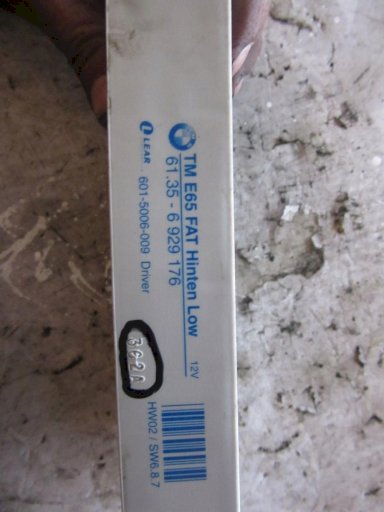 TM E65 FAT Hinten Low
61.35 - 6 929 176
12V
LEAR
601-5006-009 Driver
HW02 / SW6.8.7